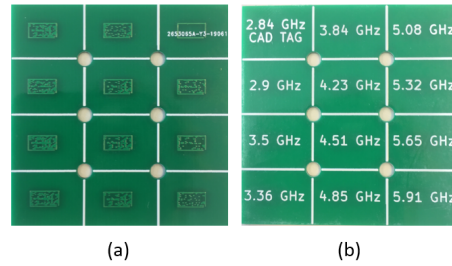 2653065A-Y3-19061
2.84 GHz
CAD TAG
3.84 GHz
5.08 GHz
2.9 GHz
4.23 GHz
5.32 GHz
3.5 GHz
4.51 GHz
5.65 GHz
3.36 GHz
4.85 GHz
5.91 GHz
(a)
(b)